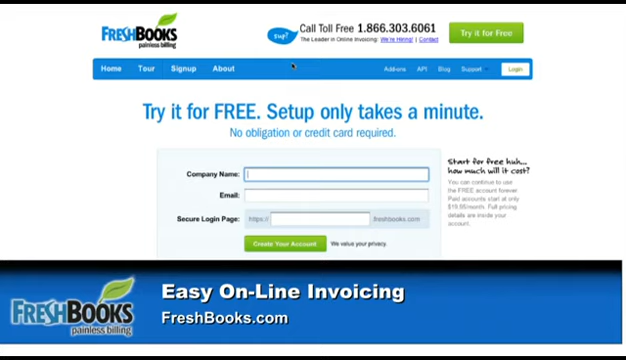 FRESHBOOKS
painless billing
sup?
Call Toll Free 1.866.303.6061
The Leader in Online Invoicing We're Hiring! | Contact
Try it for Free
Home Tour Signup About Add-ons API Blog Support Login
Try it for FREE. Setup only takes a minute.
No obligation or credit card required.
Company Name:
Email:
Secure Login Page: https:// .freshbooks.com
Create Your Account We value your privacy.
Start for free huh...
how much will it cost?
You can continue to use
the FREE account forever
Paid accounts start at only
$19.95/month. Full pricing
details are inside your
account.
FRESHBOOKS
painless billing
Easy On-Line Invoicing
FreshBooks.com